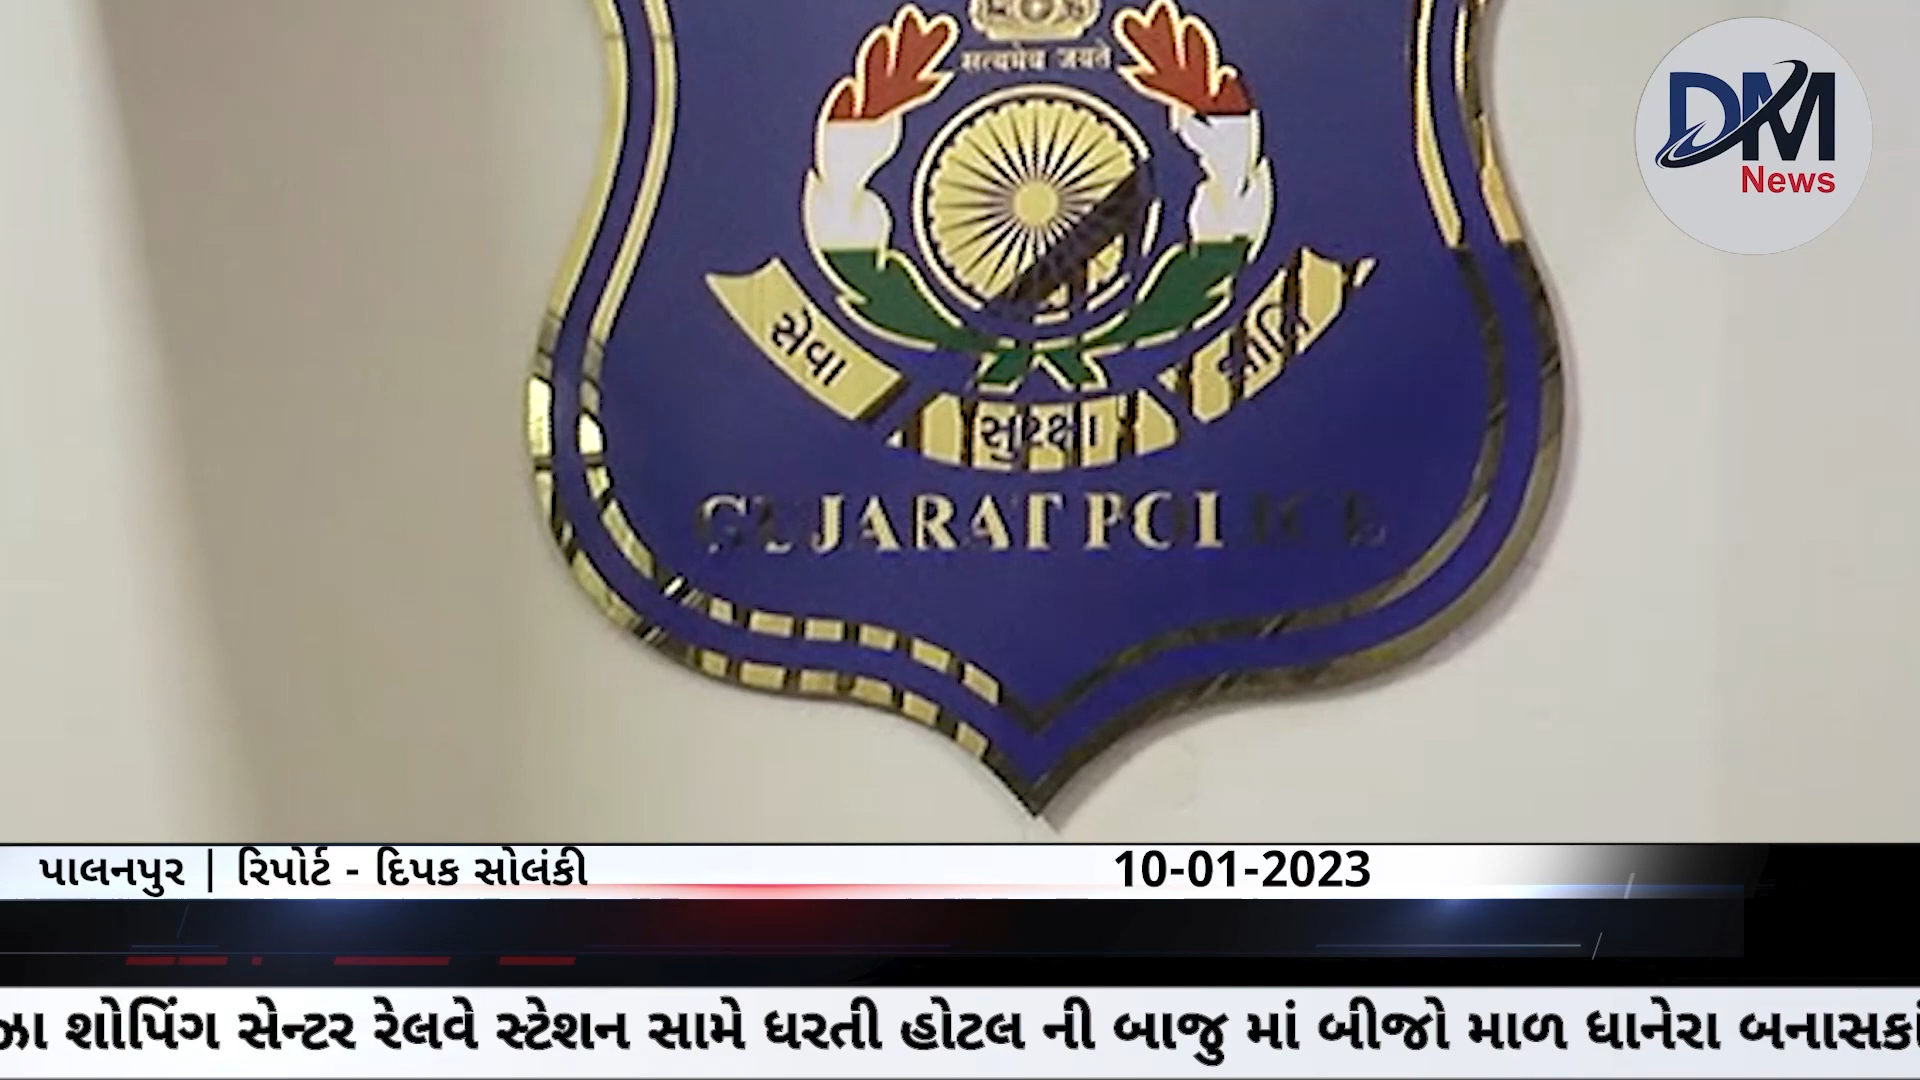 सत्यमेव जयते
DM
News
સેવા
સુરક્ષા
શાંતિ
GUJARAT POLICE
પાલનપુર | રિપોર્ટ - દિપક સોલંકી
10-01-2023
શોપિંગ સેન્ટર રેલવે સ્ટેશન સામે ધરતી હોટલ ની બાજુ માં બીજો માળ ધાનેરા